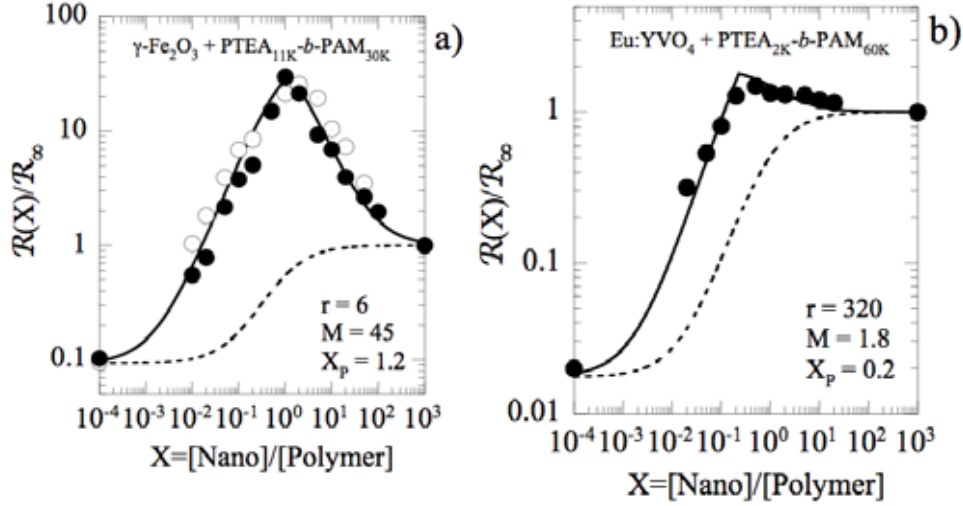 a)
γ-Fe₂O₃ + PTEA₁₁ₖ-b-PAM₃₀ₖ
100
10
1
0.1
ℛ(X)/ℛ∞
r = 6
M = 45
X_P = 1.2
10⁻⁴ 10⁻³ 10⁻² 10⁻¹ 10⁰ 10¹ 10² 10³
X=[Nano]/[Polymer]
b)
Eu:YVO₄ + PTEA₂ₖ-b-PAM₆₀ₖ
1
0.1
0.01
ℛ(X)/ℛ∞
r = 320
M = 1.8
X_P = 0.2
10⁻⁴ 10⁻³ 10⁻² 10⁻¹ 10⁰ 10¹ 10² 10³
X=[Nano]/[Polymer]